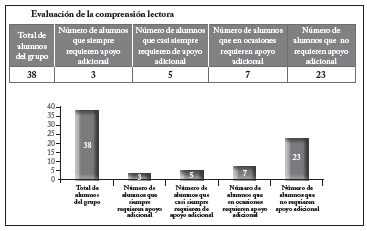 Evaluación de la comprensión lectora
Total de alumnos del grupo
Número de alumnos que siempre requieren apoyo adicional
Número de alumnos que casi siempre requieren de apoyo adicional
Número de alumnos que en ocasiones requieren apoyo adicional
Número de alumnos que no requieren apoyo adicional
38 3 5 7 23
40
35
30
25
20
15
10
5
0
38
3
5
7
23
Total de alumnos del grupo
Número de alumnos que siempre requieren apoyo adicional
Número de alumnos que casi siempre requieren de apoyo adicional
Número de alumnos que en ocasiones requieren apoyo adicional
Número de alumnos que no requieren apoyo adicional